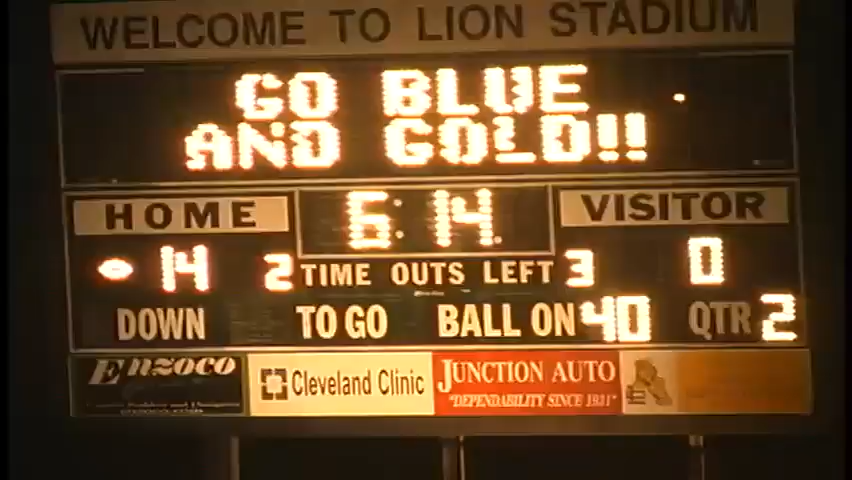 WELCOME TO LION STADIUM
GO BLUE
AND GOLD!!
HOME 6:14 VISITOR
14 2 TIME OUTS LEFT 3 0
DOWN TO GO BALL ON 40 QTR 2
Enzoco Cleveland Clinic JUNCTION AUTO
"DEPENDABILITY SINCE 1931"